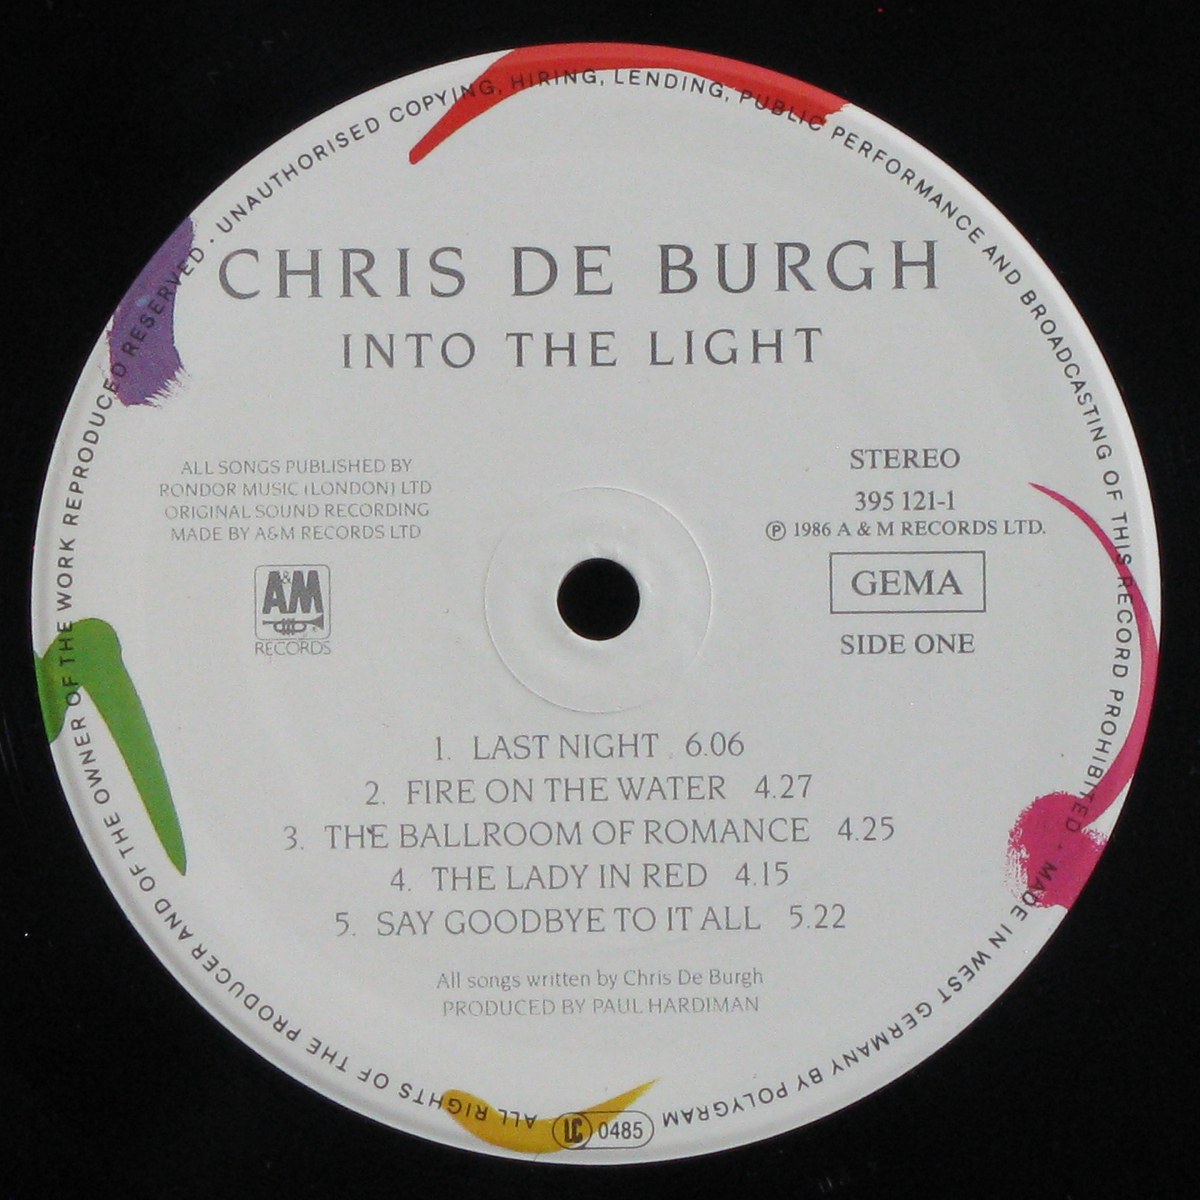 ALL RIGHTS OF THE PRODUCER AND OF THE OWNER OF THE WORK REPRODUCED RESERVED · UNAUTHORISED COPYING, HIRING, LENDING, PUBLIC PERFORMANCE AND BROADCASTING OF THIS RECORD PROHIBITED · MADE IN WEST GERMANY BY POLYGRAM
CHRIS DE BURGH
INTO THE LIGHT
ALL SONGS PUBLISHED BY
RONDOR MUSIC (LONDON) LTD
ORIGINAL SOUND RECORDING
MADE BY A&M RECORDS LTD
A&M
RECORDS
STEREO
395 121-1
℗ 1986 A & M RECORDS LTD.
GEMA
SIDE ONE
1. LAST NIGHT 6.06
2. FIRE ON THE WATER 4.27
3. THE BALLROOM OF ROMANCE 4.25
4. THE LADY IN RED 4.15
5. SAY GOODBYE TO IT ALL 5.22
All songs written by Chris De Burgh
PRODUCED BY PAUL HARDIMAN
LC 0485